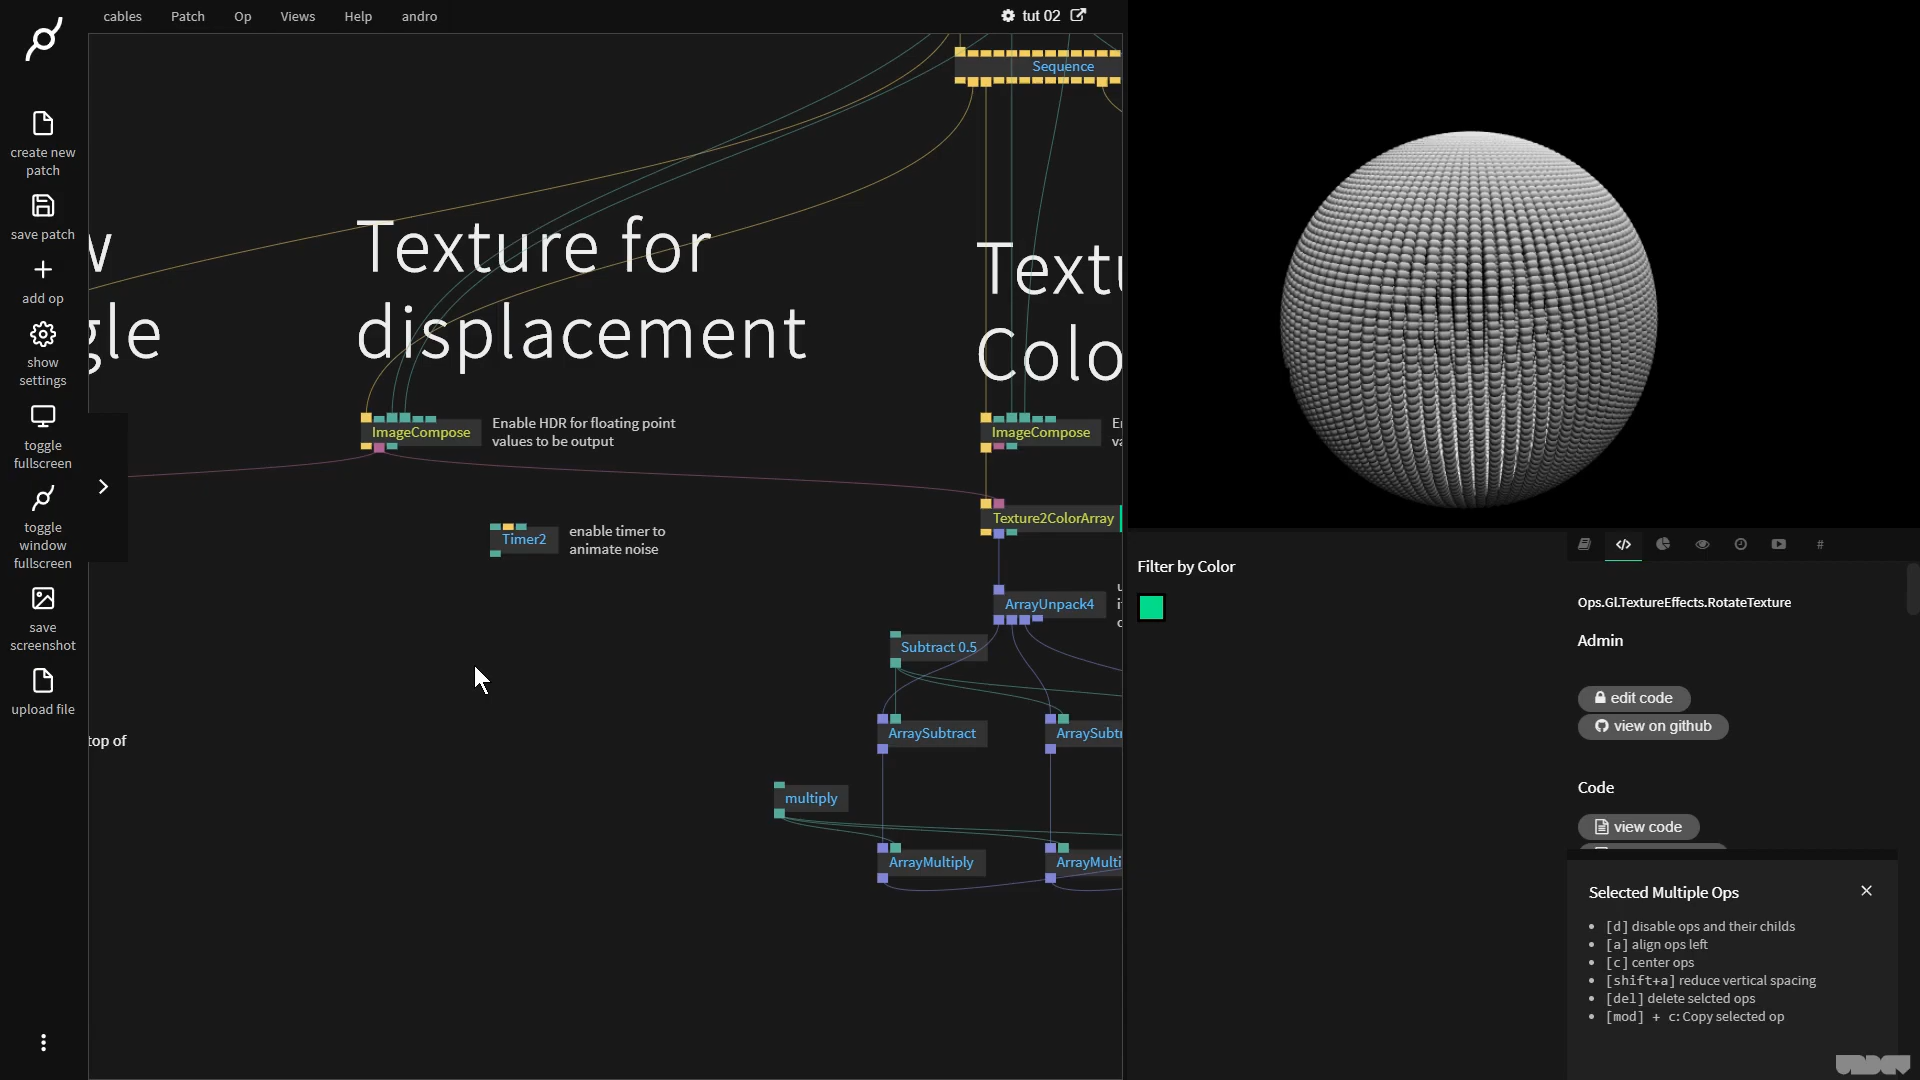 cables
Patch
Op
Views
Help
andro
tut 02
create new
patch
save patch
add op
show
settings
toggle
fullscreen
toggle
window
fullscreen
save
screenshot
upload file
Sequence
w
gle
Texture for
displacement
Textu
Colo
ImageCompose
Enable HDR for floating point
values to be output
ImageCompose
Timer2
enable timer to
animate noise
Texture2ColorArray
ArrayUnpack4
Subtract 0.5
ArraySubtract
ArraySubtr
top of
multiply
ArrayMultiply
ArrayMulti
Filter by Color
#
Ops.Gl.TextureEffects.RotateTexture
Admin
edit code
view on github
Code
view code
Selected Multiple Ops
[d] disable ops and their childs
[a] align ops left
[c] center ops
[shift+a] reduce vertical spacing
[del] delete selcted ops
[mod] + c: Copy selected op